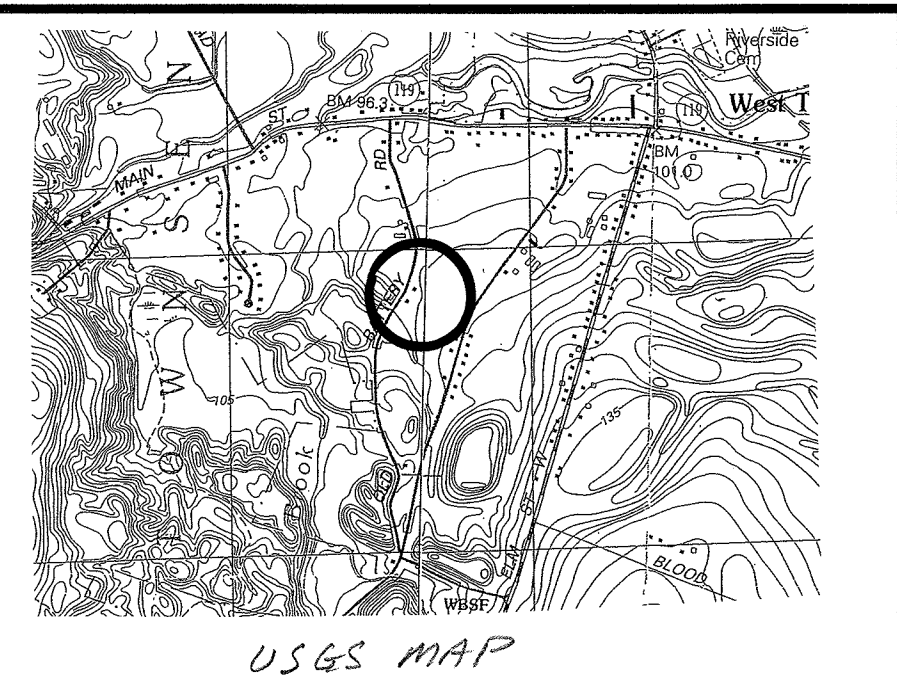 Riverside
Cem
119
BM 96.3
ST
119
West T
MAIN
RD
BM
101.0
N
S
N
W
105
135
Brook
OLD
ST
W
ELM
BLOOD
WBSF
USGS MAP